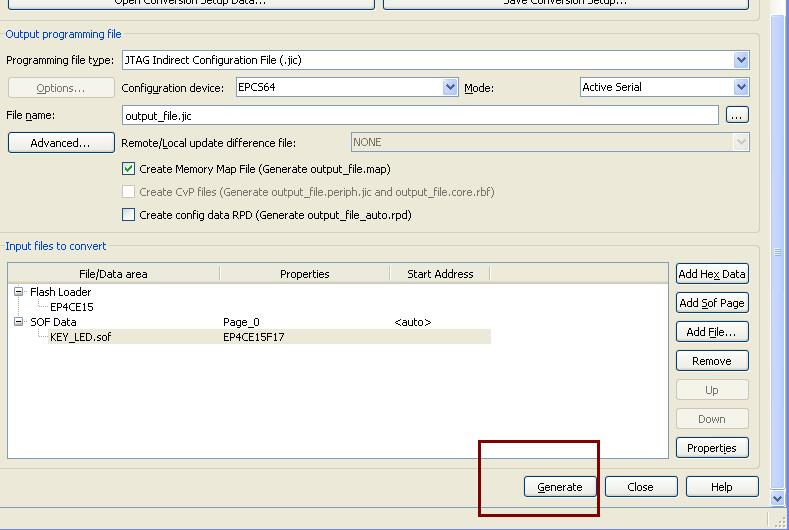 Open Conversion Setup Data... Save Conversion Setup...
Output programming file
Programming file type: JTAG Indirect Configuration File (.jic)
Options... Configuration device: EPCS64 Mode: Active Serial
File name: output_file.jic ...
Advanced... Remote/Local update difference file: NONE
Create Memory Map File (Generate output_file.map)
Create CvP files (Generate output_file.periph.jic and output_file.core.rbf)
Create config data RPD (Generate output_file_auto.rpd)
Input files to convert
File/Data area Properties Start Address
Flash Loader
EP4CE15
SOF Data Page_0 <auto>
KEY_LED.sof EP4CE15F17
Add Hex Data
Add Sof Page
Add File...
Remove
Up
Down
Properties
Generate Close Help